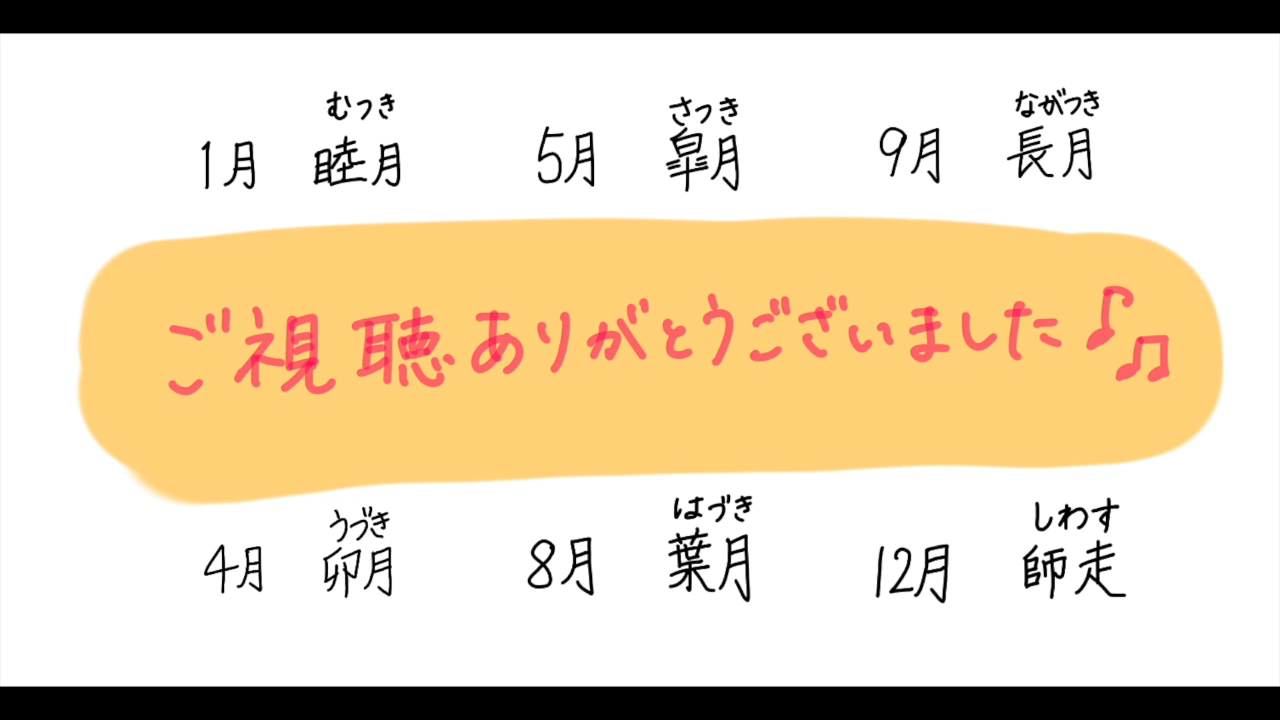 むつき さつき ながつき
1月 睦月 5月 皐月 9月 長月
ご視聴ありがとうございました♪♫
うづき はづき しわす
4月 卯月 8月 葉月 12月 師走